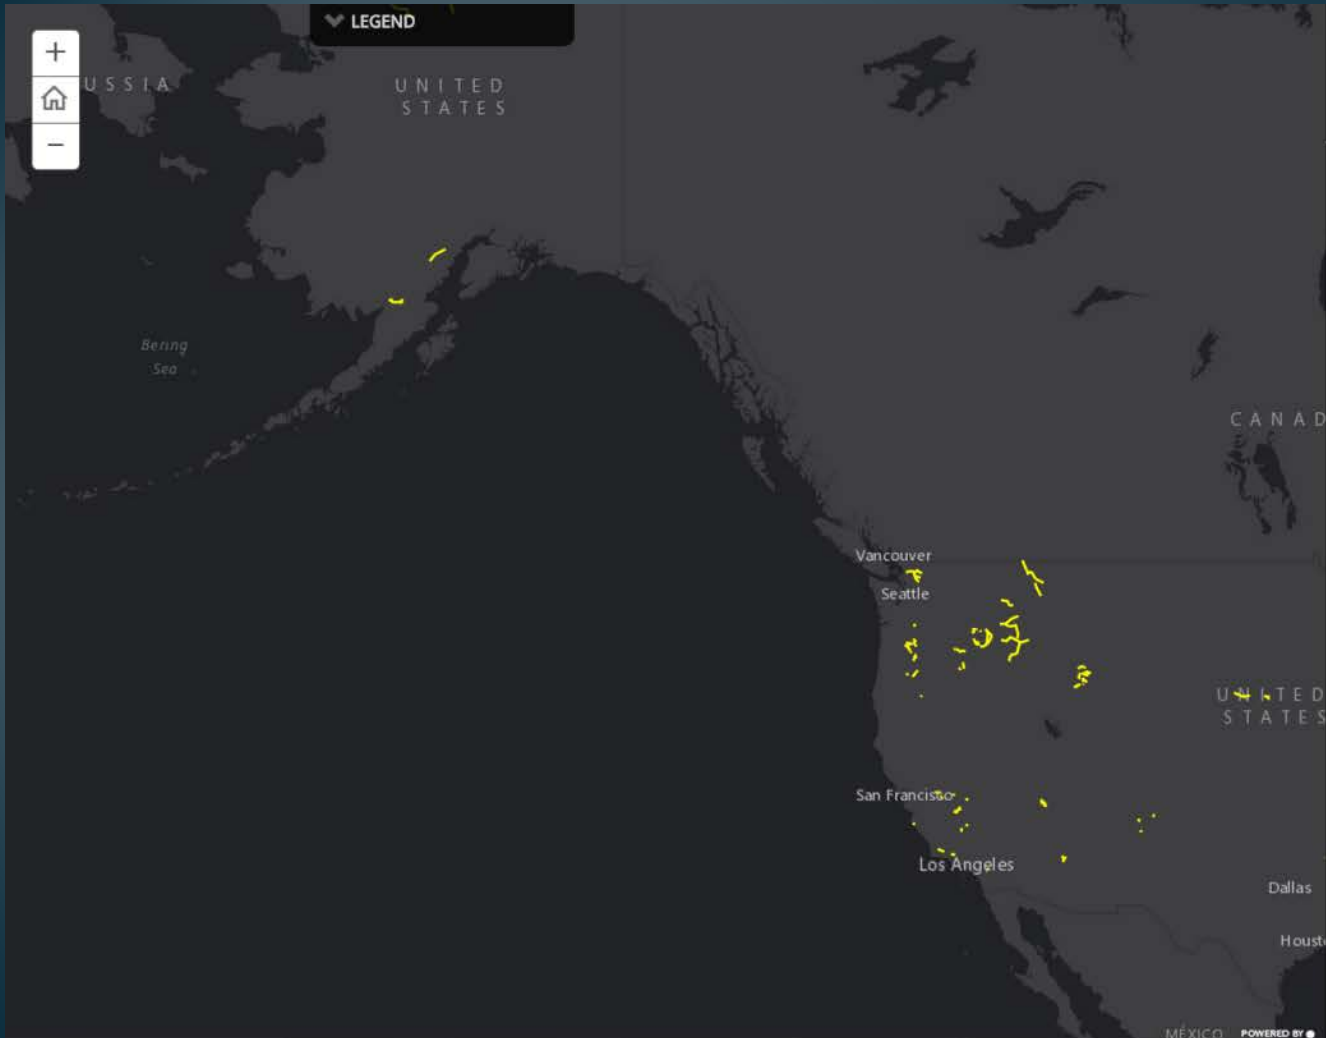 LEGEND
+
USSIA
UNITED
STATES
−
Bering
Sea
CANAD
Vancouver
Seattle
UNITED
STATES
San Francisco
Los Angeles
Dallas
Houst
MÉXICO
POWERED BY